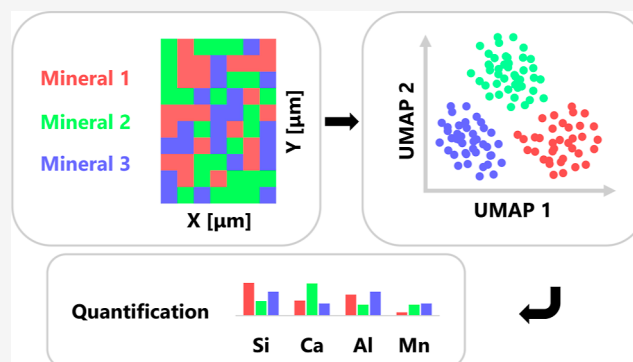 Mineral 1
Mineral 2
Mineral 3
Y [μm]
X [μm]
UMAP 2
UMAP 1
Quantification
Si Ca Al Mn